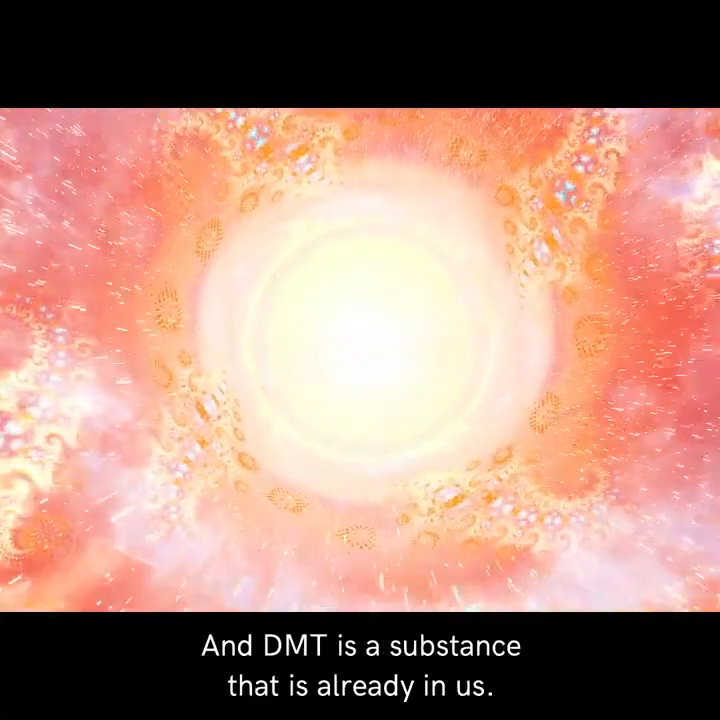 And DMT is a substance
that is already in us.